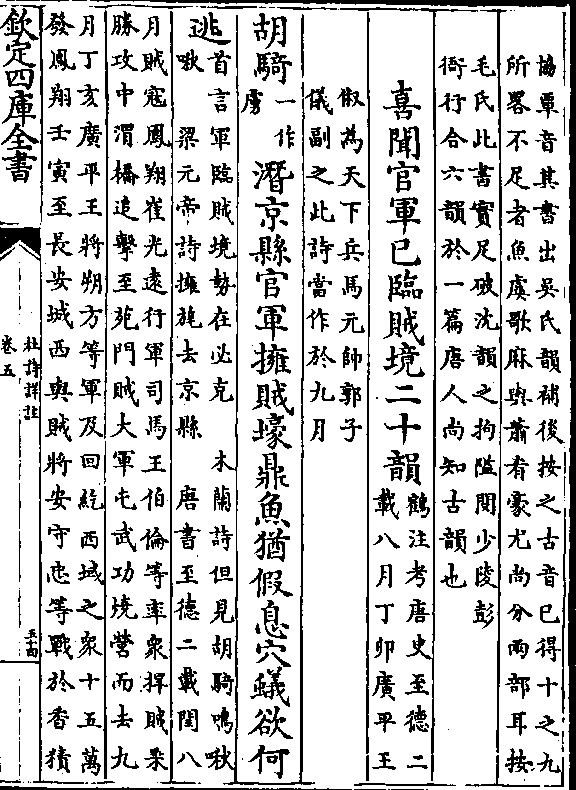 協覃音其書出吳氏韻補後按之古音已得十之九
所畧不足者魚虞歌麻與蕭肴豪尤尚分兩部耳按
毛氏此書實足破沈韻之拘隘閱少陵彭
衙行合六韻於一篇唐人尚知古韻也
喜聞官軍已臨賊境二十韻
鶴注考唐史至德二
載八月丁卯廣平王
俶為天下兵馬元帥郭子
儀副之此詩當作於九月
胡騎
一作
虜
潛京縣官軍擁賊壕鼎魚猶假息穴蟻欲何
逃
首言軍臨賊境勢在必克 木蘭詩但見胡騎鳴啾
啾 梁元帝詩擁旄去京縣 唐書至德二載閏八
月賊寇鳳翔崔光遠行軍司馬王伯倫等率衆捍賊乘
勝攻中渭橋追擊至苑門賊大軍屯武功燒營而去九
月丁亥廣平王將朔方等軍及回紇西域之衆十五萬
發鳳翔壬寅至長安城西與賊將安守忠等戰於香積
欽定四庫全書
杜詩詳註
卷五
五十四